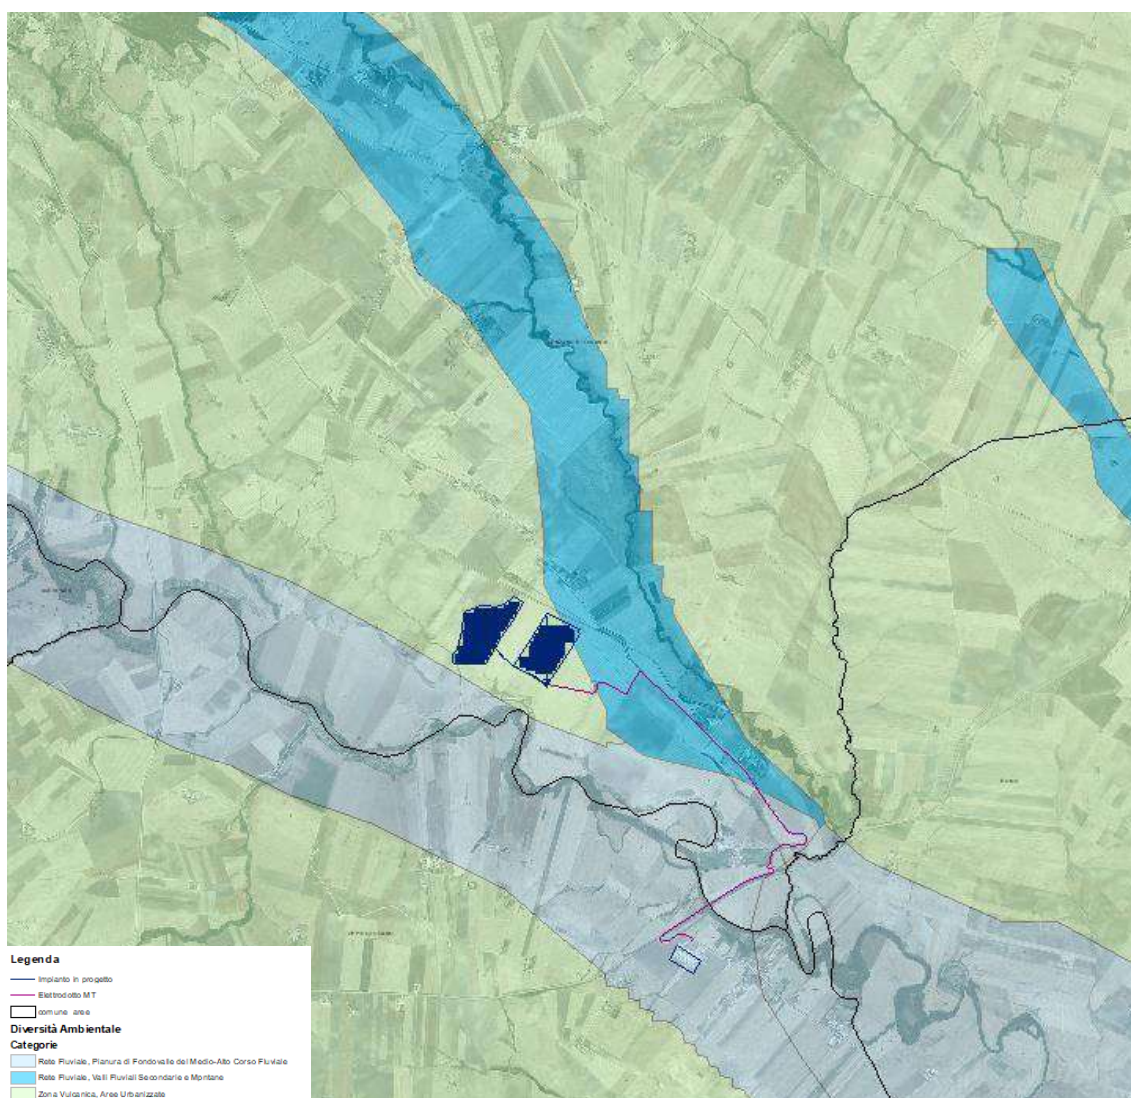 Legenda
Impianto in progetto
Elettrodotto MT
comune aree
Diversità Ambientale
Categorie
Rete Fluviale, Pianura di Fondovalle del Medio-Alto Corso Fluviale
Rete Fluviale, Valli Fluviali Secondarie e Montane
Zona Vulcanica, Aree Urbanizzate